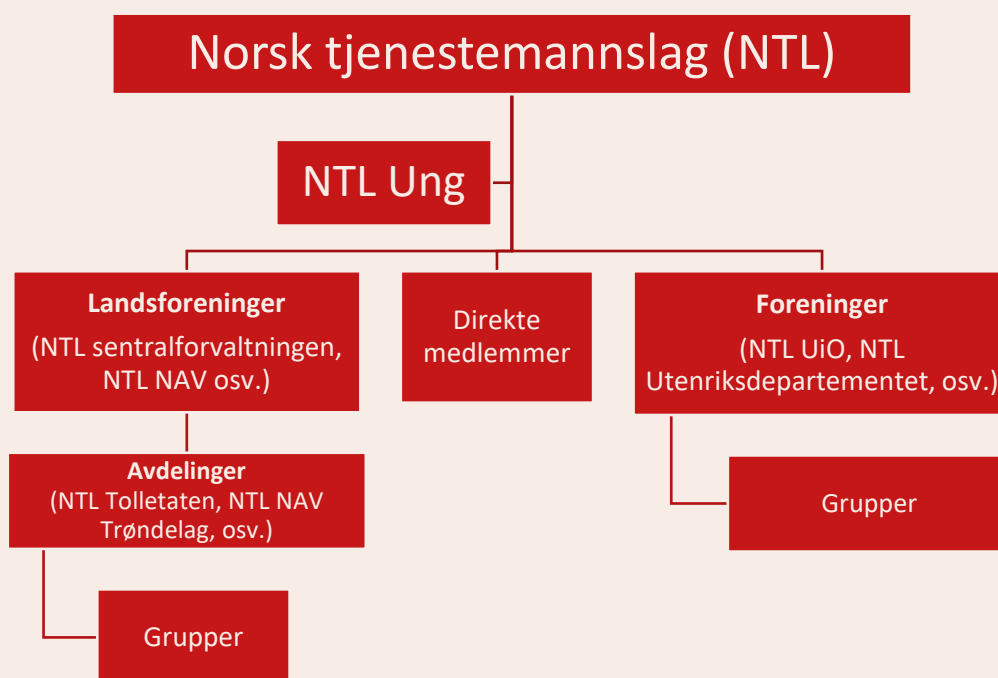 Norsk tjenestemannslag (NTL)
NTL Ung
Landsforeninger
(NTL sentralforvaltningen,
NTL NAV osv.)
Direkte
medlemmer
Foreninger
(NTL UiO, NTL
Utenriksdepartementet, osv.)
Avdelinger
(NTL Tolletaten, NTL NAV
Trøndelag, osv.)
Grupper
Grupper